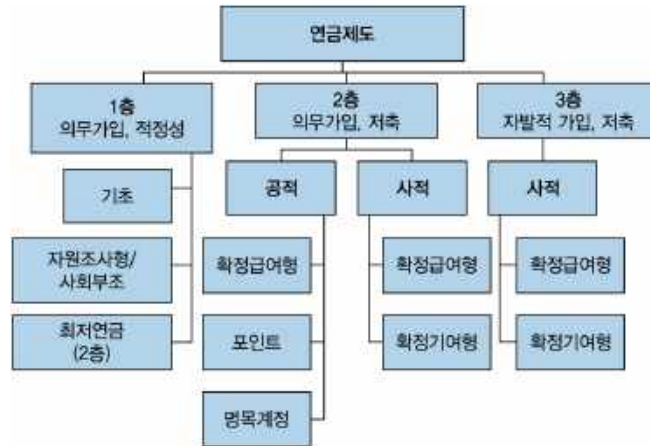 연금제도
1층
의무가입, 적정성
2층
의무가입, 저축
3층
자발적 가입, 저축
기초
자원조사형/
사회부조
최저연금
(2층)
공적
확정급여형
포인트
명목계정
사적
확정급여형
확정기여형
사적
확정급여형
확정기여형